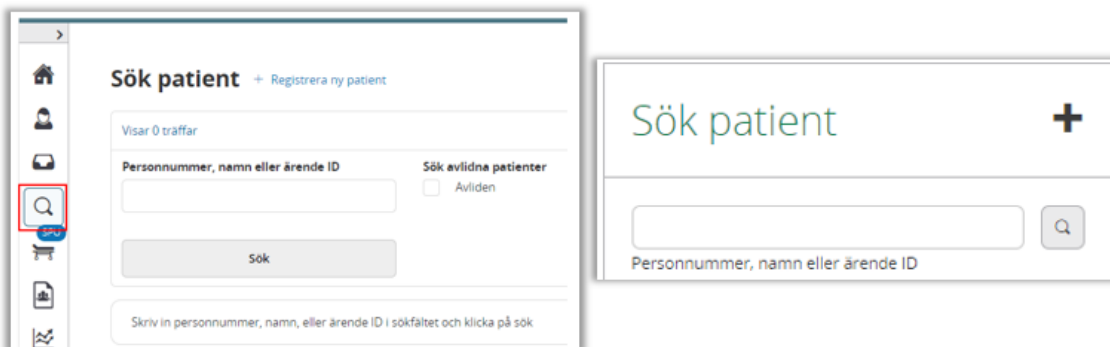 Sök patient + Registrera ny patient
Visar 0 träffar
Personnummer, namn eller ärende ID
Sök avlidna patienter
Avliden
Sök
Skriv in personnummer, namn, eller ärende ID i sökfältet och klicka på sök
Sök patient +
Personnummer, namn eller ärende ID